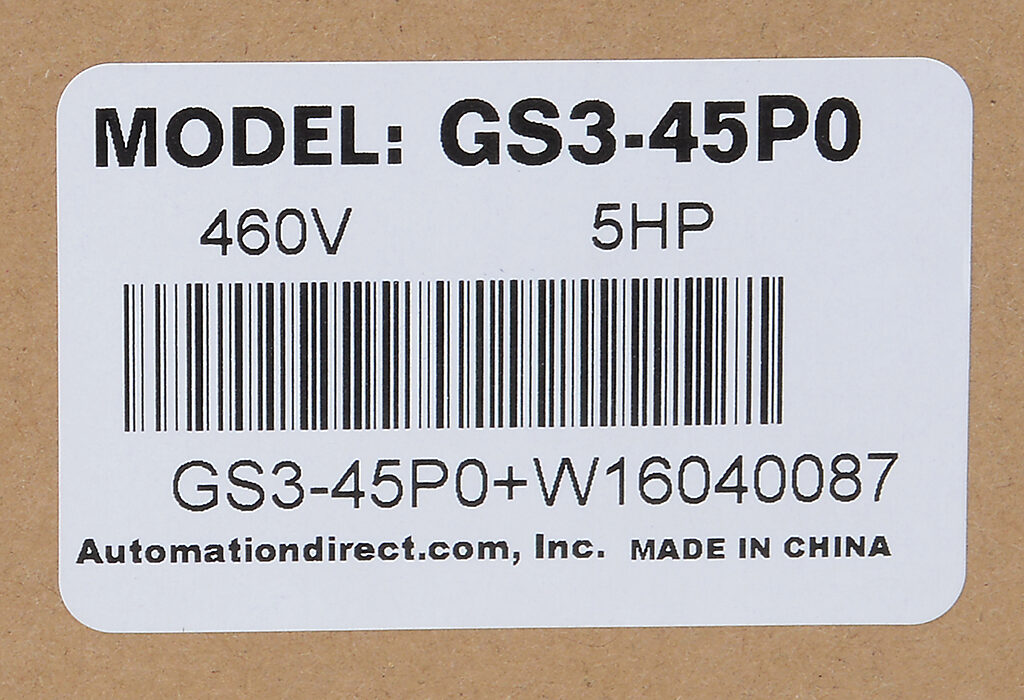 MODEL: GS3-45P0
460V 5HP
GS3-45P0+W16040087
Automationdirect.com, Inc. MADE IN CHINA